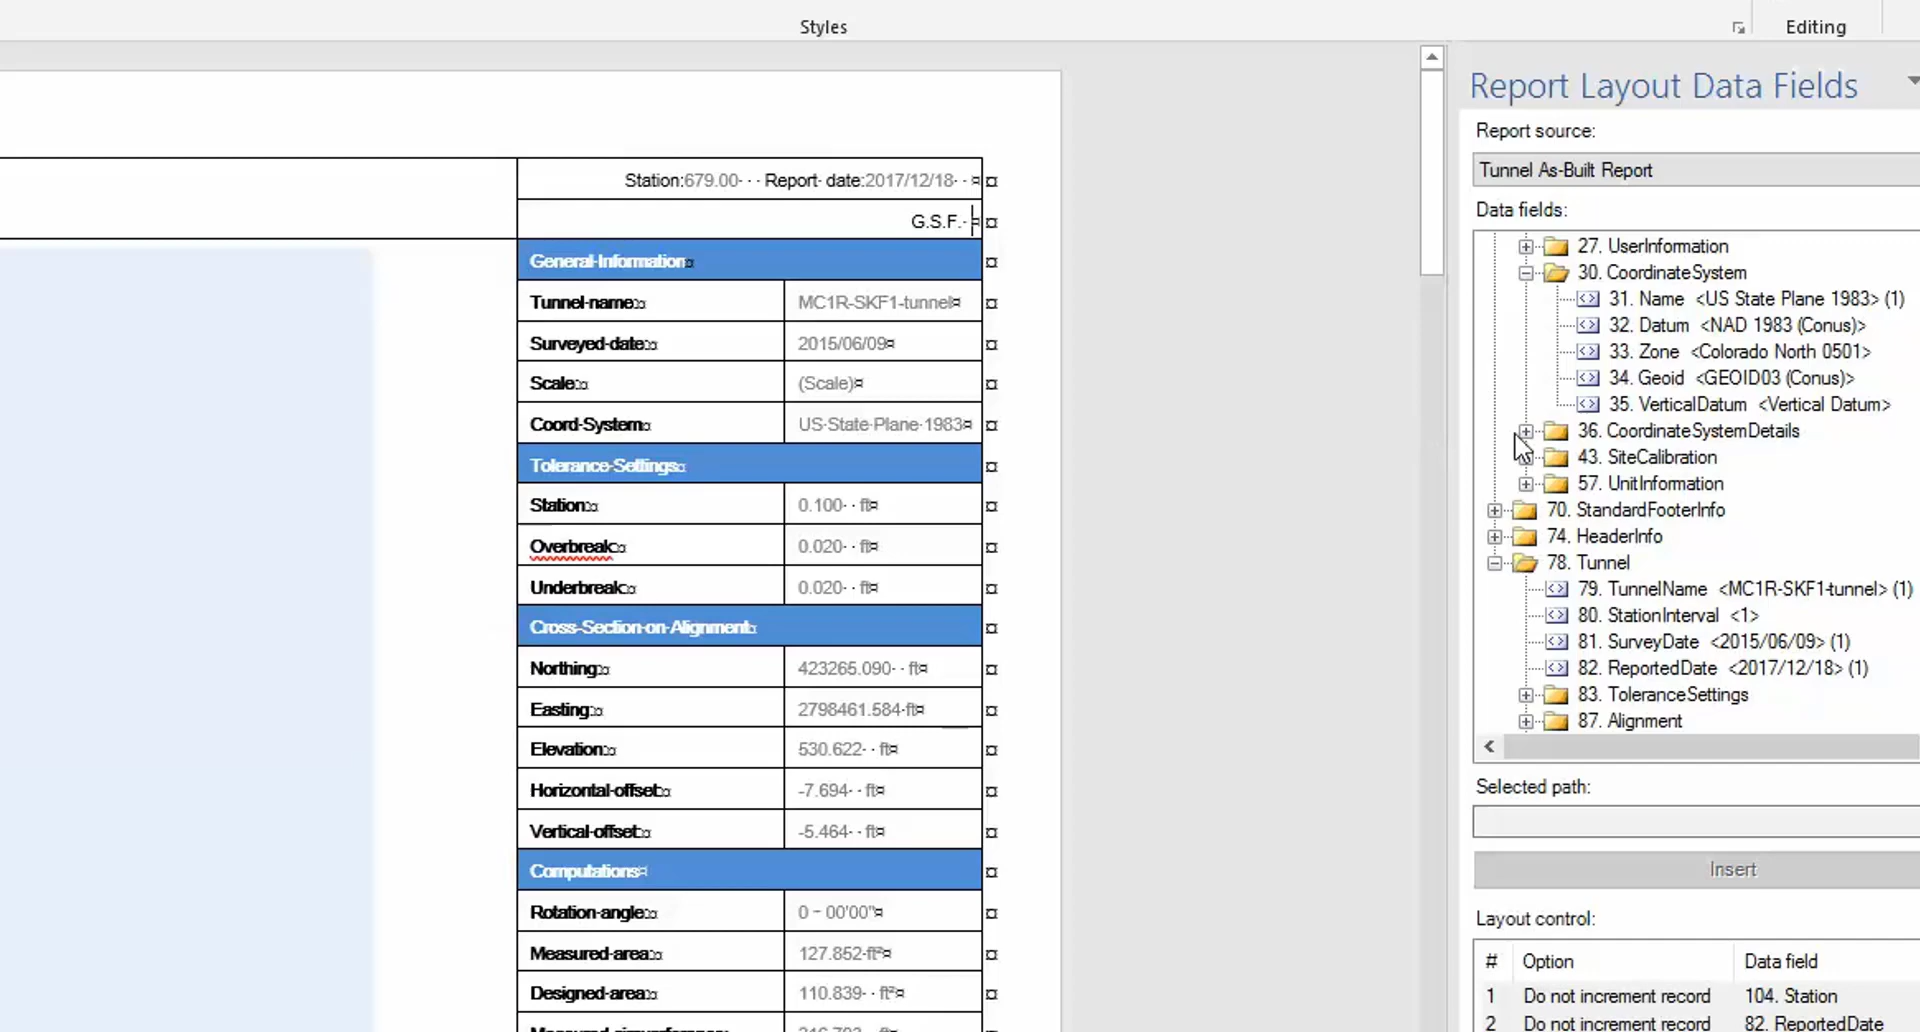 Styles
Editing
Report Layout Data Fields
Report source:
Tunnel As-Built Report
Data fields:
27. UserInformation
30. CoordinateSystem
31. Name <US State Plane 1983> (1)
32. Datum <NAD 1983 (Conus)>
33. Zone <Colorado North 0501>
34. Geoid <GEOID03 (Conus)>
35. VerticalDatum <Vertical Datum>
36. CoordinateSystemDetails
43. SiteCalibration
57. UnitInformation
70. StandardFooterInfo
74. HeaderInfo
78. Tunnel
79. TunnelName <MC1R-SKF1-tunnel> (1)
80. StationInterval <1>
81. SurveyDate <2015/06/09> (1)
82. ReportedDate <2017/12/18> (1)
83. ToleranceSettings
87. Alignment
Selected path:
Insert
Layout control:
# Option Data field
1 Do not increment record 104. Station
2 Do not increment record 82. ReportedDate
Station:679.00· · · Report· date:2017/12/18· ·¤ ¤
G.S.F.· ¤ ¤
General·Information¤ ¤
Tunnel·name:¤ MC1R-SKF1-tunnel¤ ¤
Surveyed·date:¤ 2015/06/09¤ ¤
Scale:¤ (Scale)¤ ¤
Coord·System:¤ US·State·Plane·1983¤ ¤
Tolerance·Settings¤ ¤
Station:¤ 0.100· · ft¤ ¤
Overbreak:¤ 0.020· · ft¤ ¤
Underbreak:¤ 0.020· · ft¤ ¤
Cross-Section·on·Alignment¤ ¤
Northing:¤ 423265.090· · ft¤ ¤
Easting:¤ 2798461.584·ft¤ ¤
Elevation:¤ 530.622· · ft¤ ¤
Horizontal·offset:¤ -7.694· · ft¤ ¤
Vertical·offset:¤ -5.464· · ft¤ ¤
Computations¤ ¤
Rotation·angle:¤ 0 − 00'00"¤ ¤
Measured·area:¤ 127.852·ft²¤ ¤
Designed·area:¤ 110.839· · ft²¤ ¤